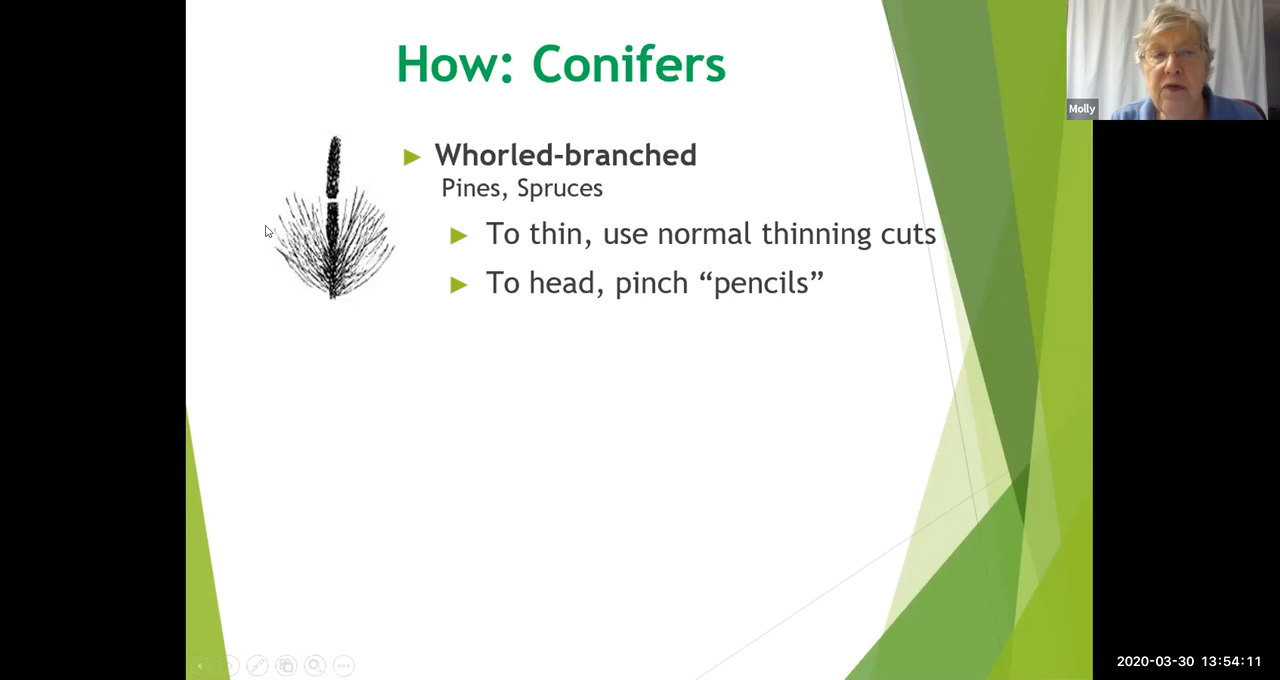 How: Conifers
Molly
Whorled-branched
Pines, Spruces
To thin, use normal thinning cuts
To head, pinch “pencils”
2020-03-30 13:54:11